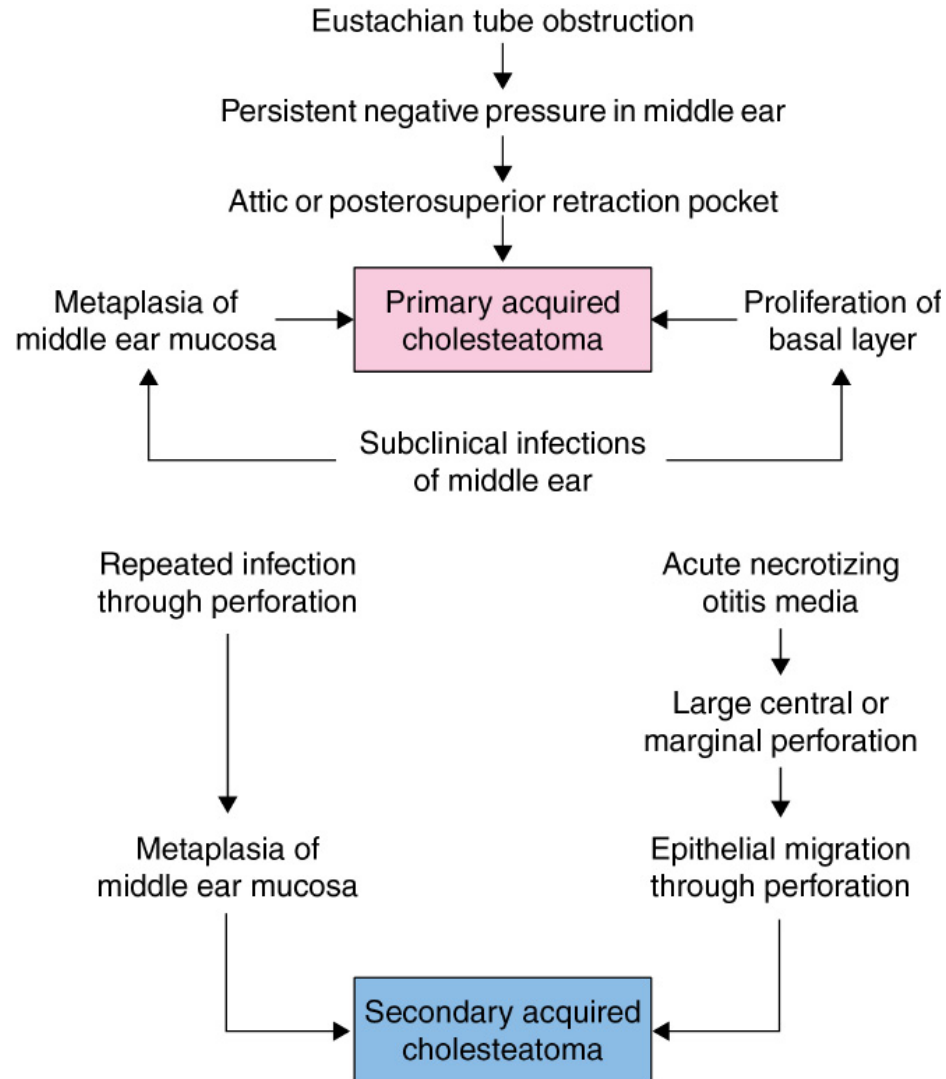 Eustachian tube obstruction
Persistent negative pressure in middle ear
Attic or posterosuperior retraction pocket
Metaplasia of
middle ear mucosa
Primary acquired
cholesteatoma
Proliferation of
basal layer
Subclinical infections
of middle ear
Repeated infection
through perforation
Acute necrotizing
otitis media
Large central or
marginal perforation
Metaplasia of
middle ear mucosa
Epithelial migration
through perforation
Secondary acquired
cholesteatoma